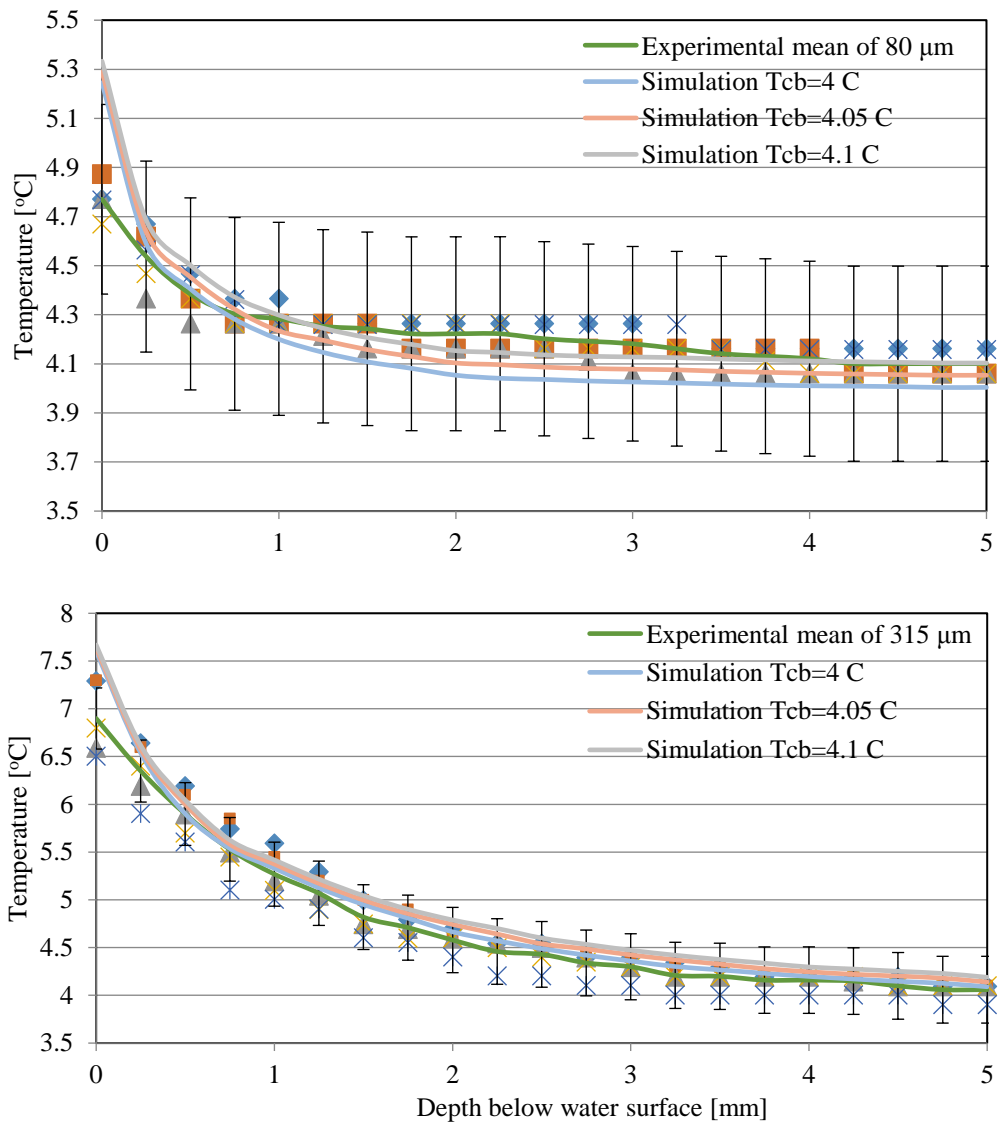 5.5
5.3
5.1
4.9
4.7
4.5
4.3
4.1
3.9
3.7
3.5
Temperature [°C]
Experimental mean of 80 μm
Simulation Tcb=4 C
Simulation Tcb=4.05 C
Simulation Tcb=4.1 C
0 1 2 3 4 5
8
7.5
7
6.5
6
5.5
5
4.5
4
3.5
Temperature [°C]
Experimental mean of 315 μm
Simulation Tcb=4 C
Simulation Tcb=4.05 C
Simulation Tcb=4.1 C
0 1 2 3 4 5
Depth below water surface [mm]